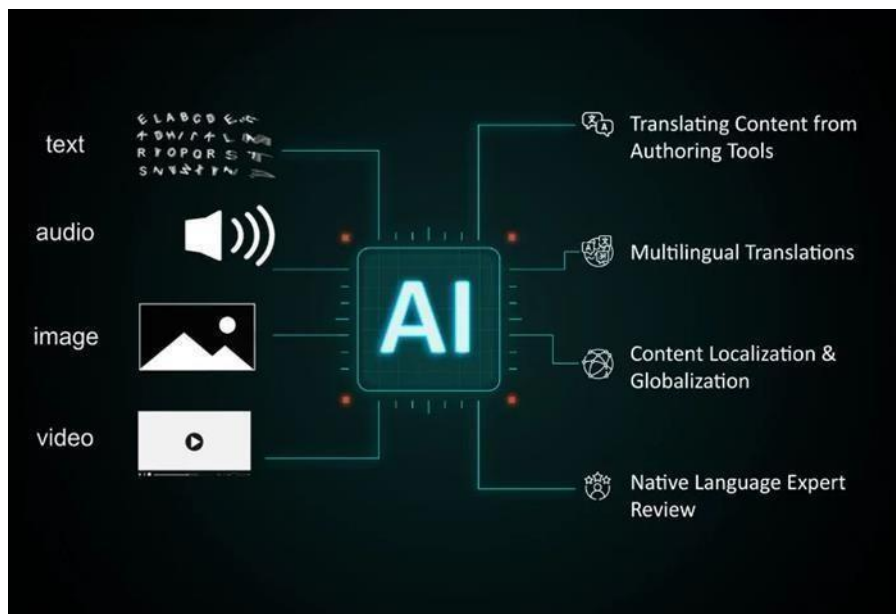 text
E L A B C D
audio
image
video
AI
Translating Content from
Authoring Tools
Multilingual Translations
Content Localization &
Globalization
Native Language Expert
Review